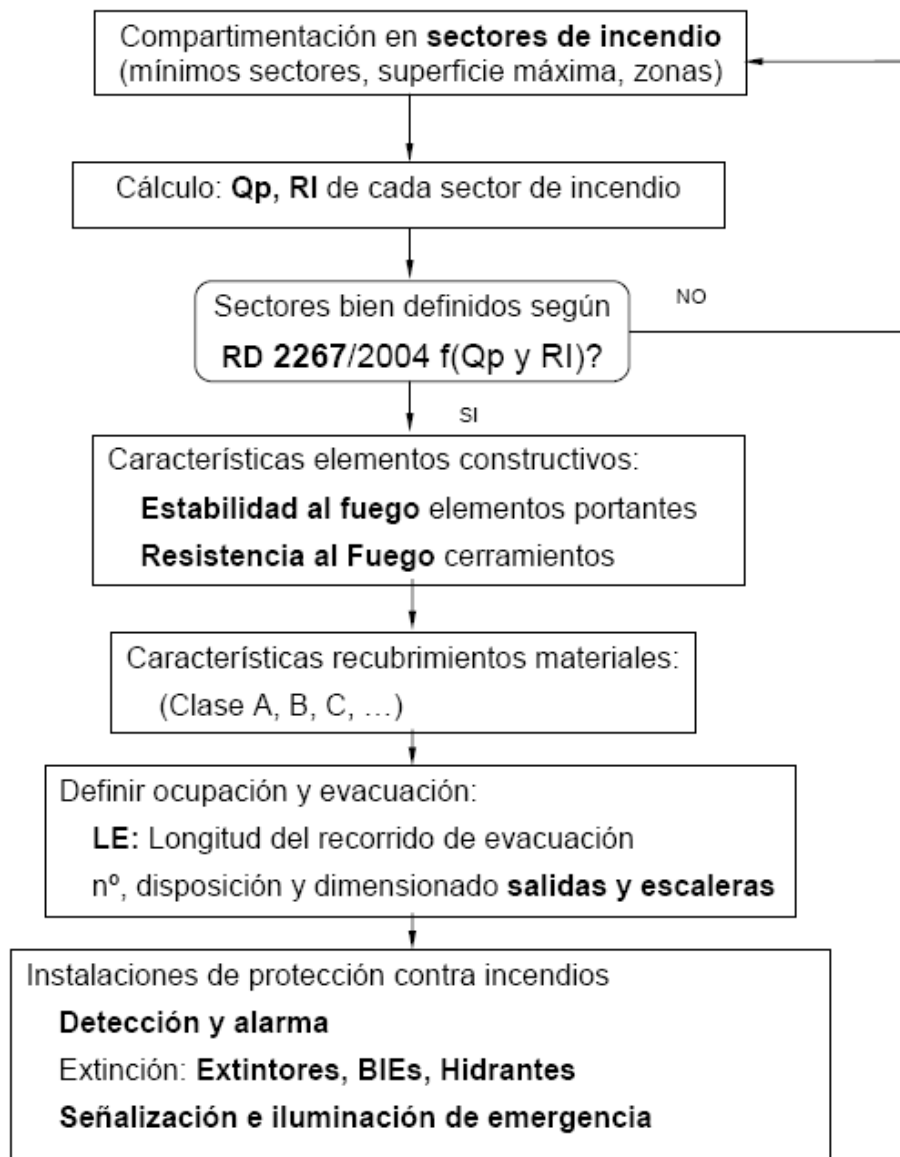 Compartimentación en sectores de incendio
(mínimos sectores, superficie máxima, zonas)
Cálculo: Qp, RI de cada sector de incendio
Sectores bien definidos según
RD 2267/2004 f(Qp y RI)?
NO
SI
Característícas elementos constructivos:
Estabilidad al fuego elementos portantes
Resistencia al Fuego cerramientos
Características recubrimientos materiales:
(Clase A, B, C, ...)
Definir ocupación y evacuación:
LE: Longitud del recorrido de evacuación
nº, disposición y dimensionado salidas y escaleras
Instalaciones de protección contra incendios
Detección y alarma
Extinción: Extintores, BIEs, Hidrantes
Señalización e iluminación de emergencia